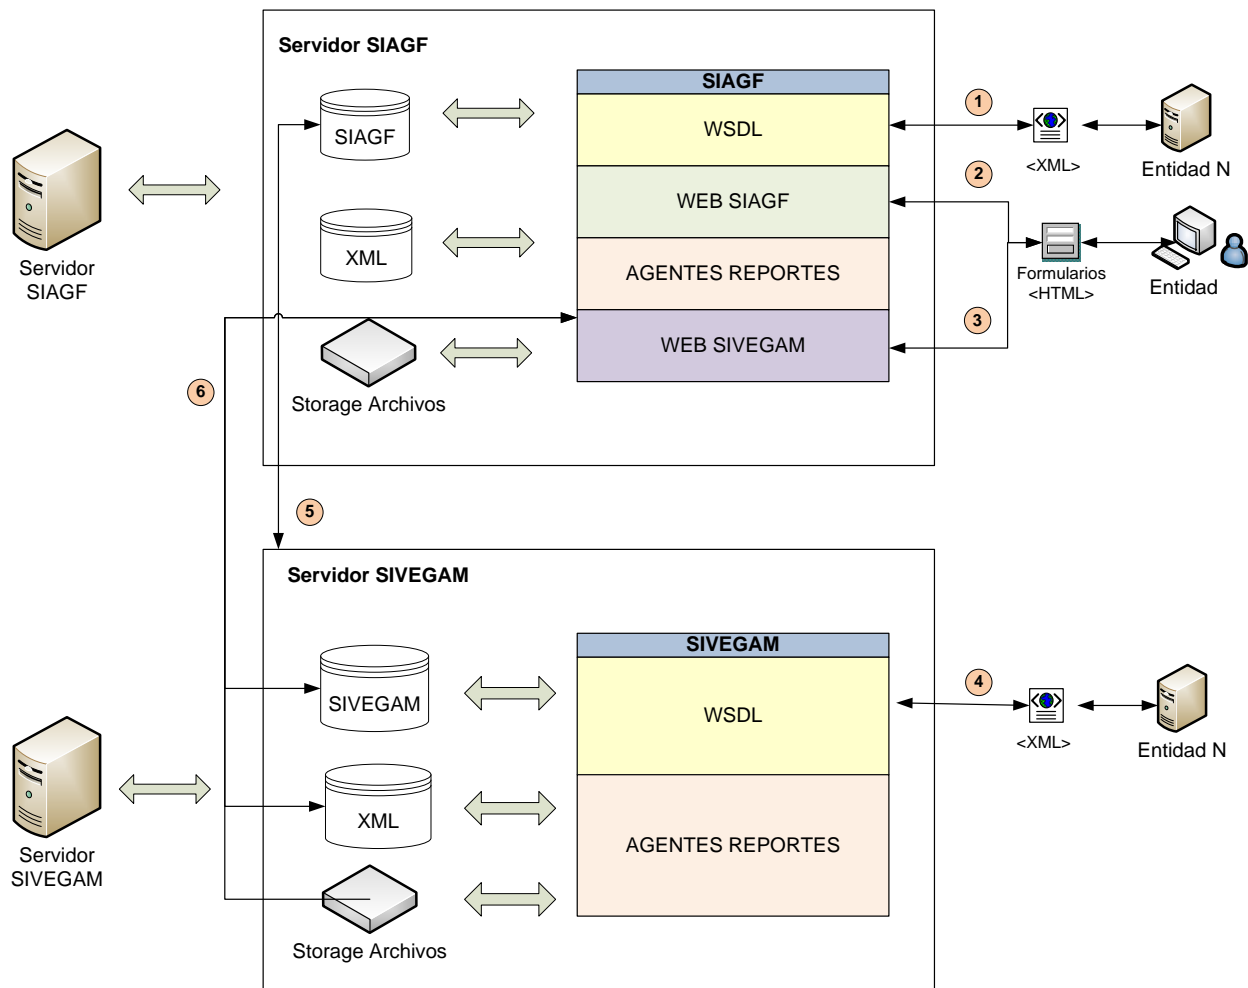 Servidor SIAGF
SIAGF
WSDL
WEB SIAGF
AGENTES REPORTES
WEB SIVEGAM
SIAGF
XML
Storage Archivos
Servidor
SIAGF
1
<XML>
Entidad N
2
Formularios
<HTML>
Entidad
3
6
5
Servidor SIVEGAM
SIVEGAM
WSDL
AGENTES REPORTES
SIVEGAM
XML
Storage Archivos
Servidor
SIVEGAM
4
<XML>
Entidad N